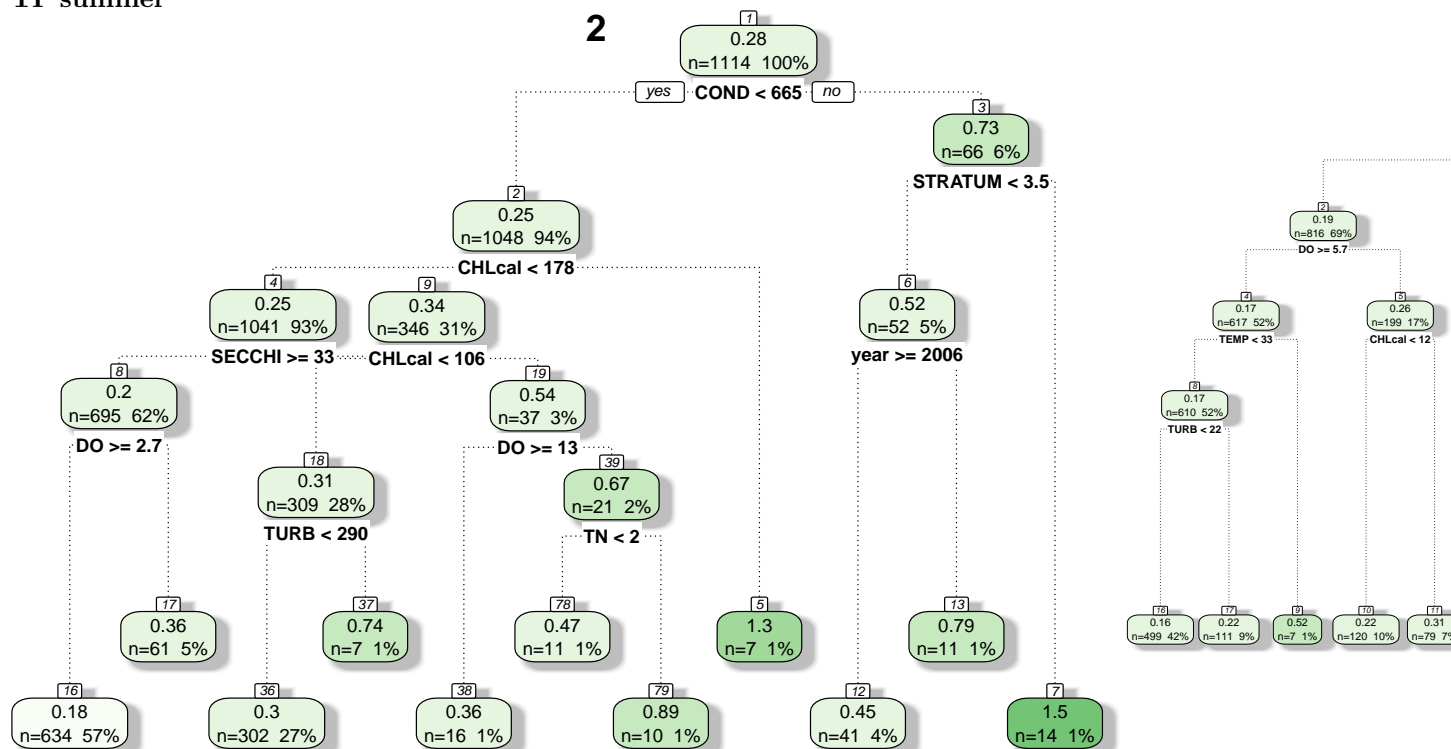 11 summer
2
1
0.28
n=1114 100%
yes COND < 665 no
3
0.73
n=66 6%
STRATUM < 3.5
2
0.25
n=1048 94%
CHLcal < 178
4
0.25
n=1041 93%
SECCHI >= 33
9
0.34
n=346 31%
CHLcal < 106
6
0.52
n=52 5%
year >= 2006
8
0.2
n=695 62%
DO >= 2.7
19
0.54
n=37 3%
DO >= 13
18
0.31
n=309 28%
TURB < 290
39
0.67
n=21 2%
TN < 2
17
0.36
n=61 5%
37
0.74
n=7 1%
78
0.47
n=11 1%
5
1.3
n=7 1%
13
0.79
n=11 1%
16
0.18
n=634 57%
36
0.3
n=302 27%
38
0.36
n=16 1%
79
0.89
n=10 1%
12
0.45
n=41 4%
7
1.5
n=14 1%
2
0.19
n=816 69%
DO >= 5.7
4
0.17
n=617 52%
TEMP < 33
5
0.26
n=199 17%
CHLcal < 12
8
0.17
n=610 52%
TURB < 22
16
0.16
n=499 42%
17
0.22
n=111 9%
9
0.52
n=7 1%
10
0.22
n=120 10%
11
0.31
n=79 7%